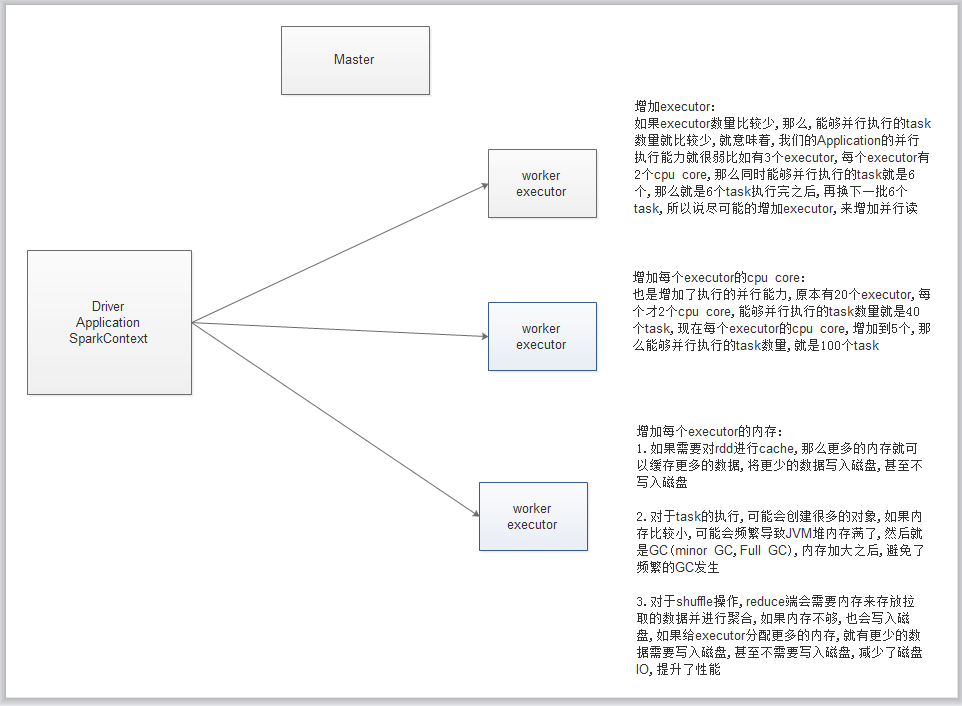 Master
增加executor:
如果executor数量比较少,那么,能够并行执行的task
数量就比较少,就意味着,我们的Application的并行
执行能力就很弱比如有3个executor,每个executor有
2个cpu core,那么同时能够并行执行的task就是6
个,那么就是6个task执行完之后,再换下一批6个
task,所以说尽可能的增加executor,来增加并行读
worker
executor
增加每个executor的cpu core:
也是增加了执行的并行能力,原本有20个executor,每
个才2个cpu core,能够并行执行的task数量就是40
个task,现在每个executor的cpu core,增加到5个,那
么能够并行执行的task数量,就是100个task
Driver
Application
SparkContext
worker
executor
增加每个executor的内存:
1.如果需要对rdd进行cache,那么更多的内存就可
以缓存更多的数据,将更少的数据写入磁盘,甚至不
写入磁盘
2.对于task的执行,可能会创建很多的对象,如果内
存比较小,可能会频繁导致JVM堆内存满了,然后就
是GC(minor GC,Full GC),内存加大之后,避免了
频繁的GC发生
worker
executor
3.对于shuffle操作,reduce端会需要内存来存放拉
取的数据并进行聚合,如果内存不够,也会写入磁
盘,如果给executor分配更多的内存,就有更少的数
据需要写入磁盘,甚至不需要写入磁盘,减少了磁盘
IO,提升了性能